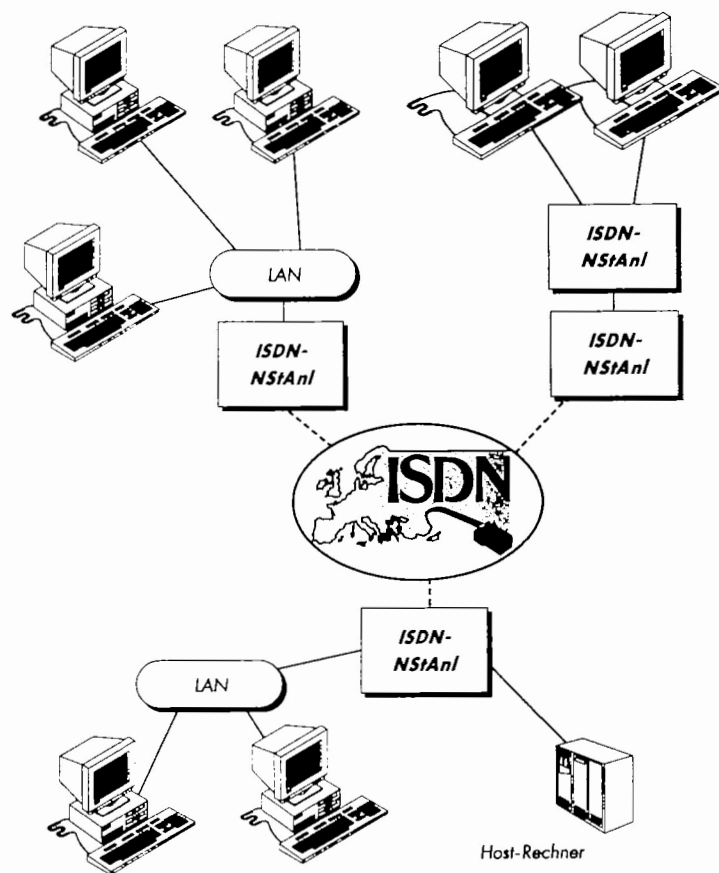 ISDN-
NStAnl
LAN
ISDN-
NStAnl
ISDN-
NStAnl
ISDN
ISDN-
NStAnl
LAN
Host-Rechner